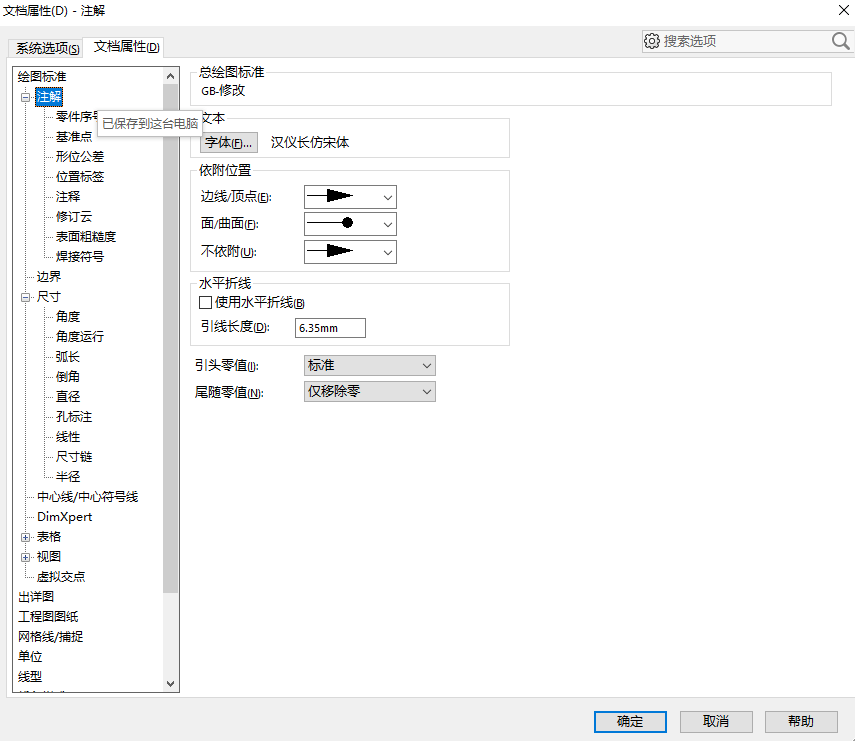 文档属性(D) - 注解
系统选项(S)
文档属性(D)
搜索选项
绘图标准
注解
零件序号
已保存到这台电脑
基准点
形位公差
位置标签
注释
修订云
表面粗糙度
焊接符号
边界
尺寸
角度
角度运行
弧长
倒角
直径
孔标注
线性
尺寸链
半径
中心线/中心符号线
DimXpert
表格
视图
虚拟交点
出详图
工程图图纸
网格线/捕捉
单位
线型
总绘图标准
GB-修改
文本
字体(F)... 汉仪长仿宋体
依附位置
边线/顶点(E):
面/曲面(F):
不依附(U):
水平折线
使用水平折线(B)
引线长度(D): 6.35mm
引头零值(I): 标准
尾随零值(N): 仅移除零
确定 取消 帮助